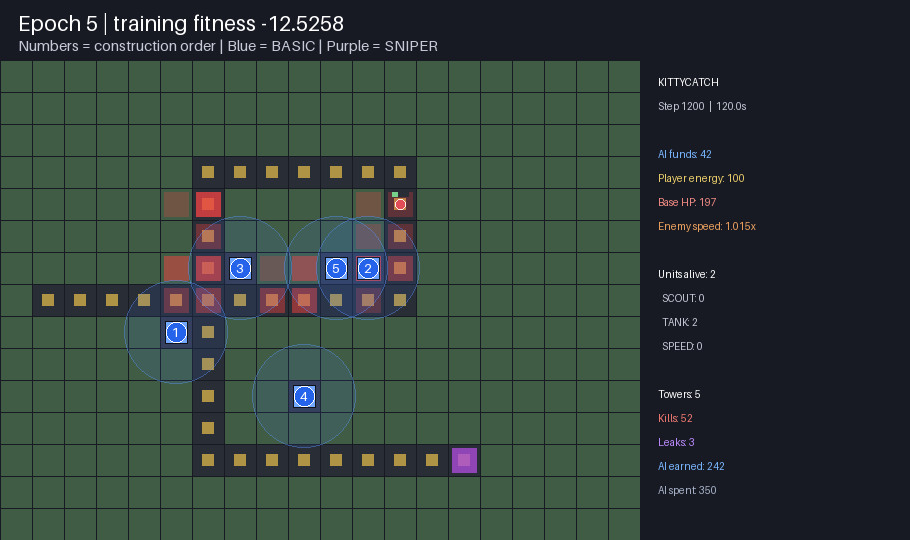 Epoch 5 | training fitness -12.5258
Numbers = construction order | Blue = BASIC | Purple = SNIPER
KITTYCATCH
Step 1200 | 120.0s
AI funds: 42
Player energy: 100
Base HP: 197
Enemy speed: 1.015x
Units alive: 2
SCOUT: 0
TANK: 2
SPEED: 0
Towers: 5
Kills: 52
Leaks: 3
AI earned: 242
AI spent: 350
3
5
2
1
4